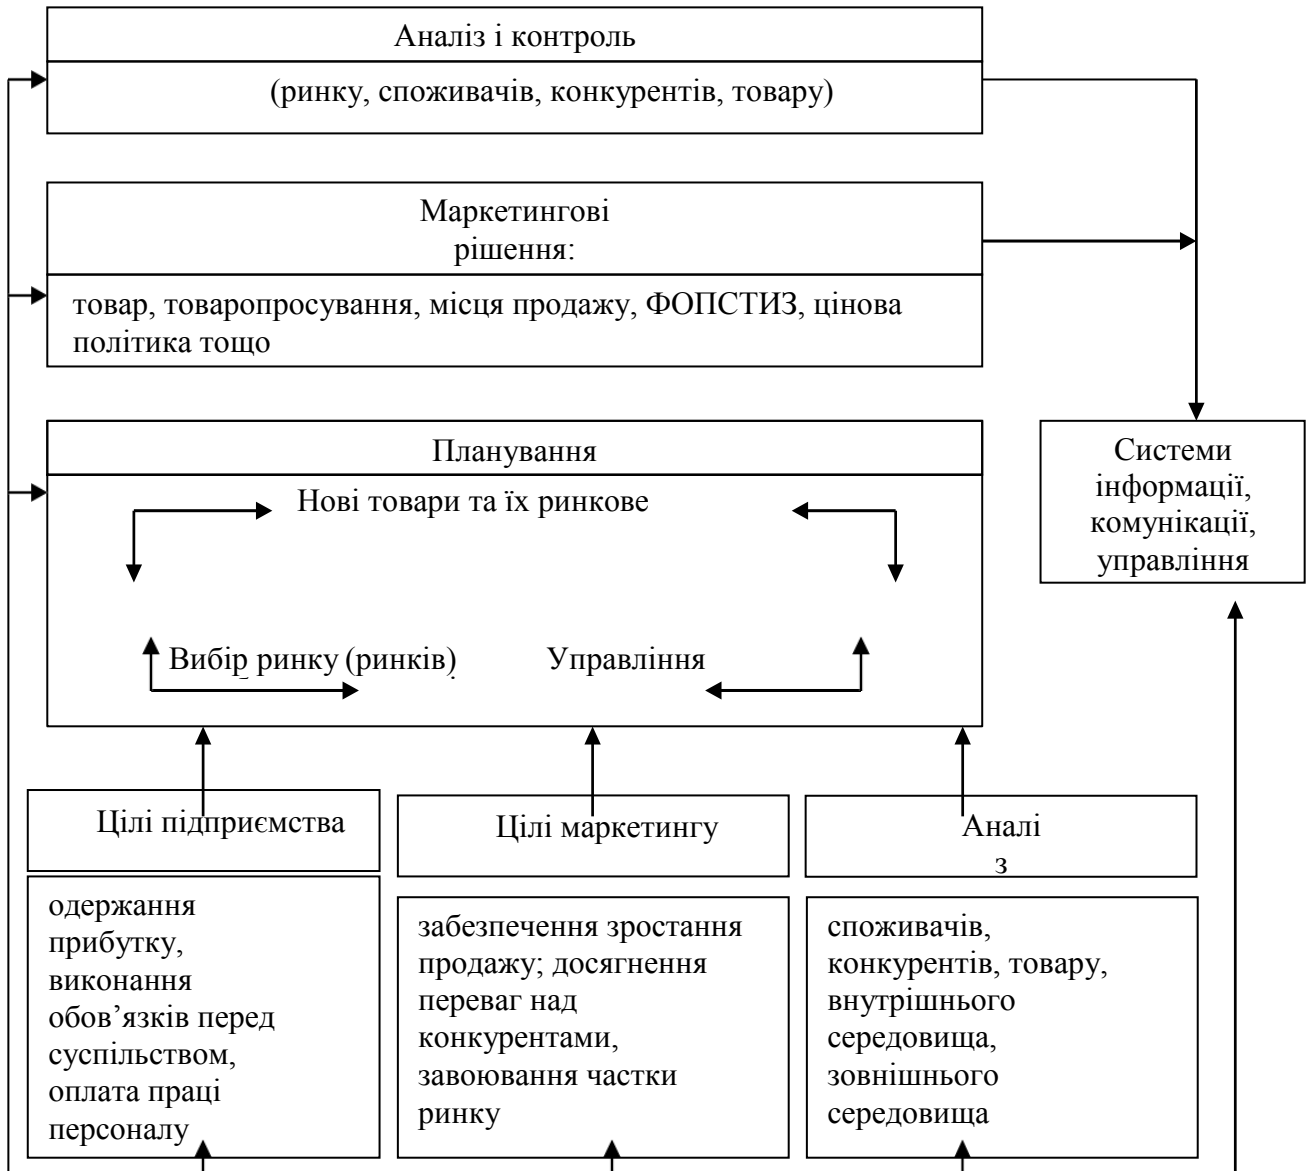 Аналіз і контроль
(ринку, споживачів, конкурентів, товару)
Маркетингові
рішення:
товар, товаропросування, місця продажу, ФОПСТИЗ, цінова
політика тощо
Планування
Нові товари та їх ринкове
Вибір ринку (ринків)
Управління
Системи
інформації,
комунікації,
управління
Цілі підприємства
одержання
прибутку,
виконання
обов’язків перед
суспільством,
оплата праці
персоналу
Цілі маркетингу
забезпечення зростання
продажу; досягнення
переваг над
конкурентами,
завоювання частки
ринку
Аналі
з
споживачів,
конкурентів, товару,
внутрішнього
середовища,
зовнішнього
середовища